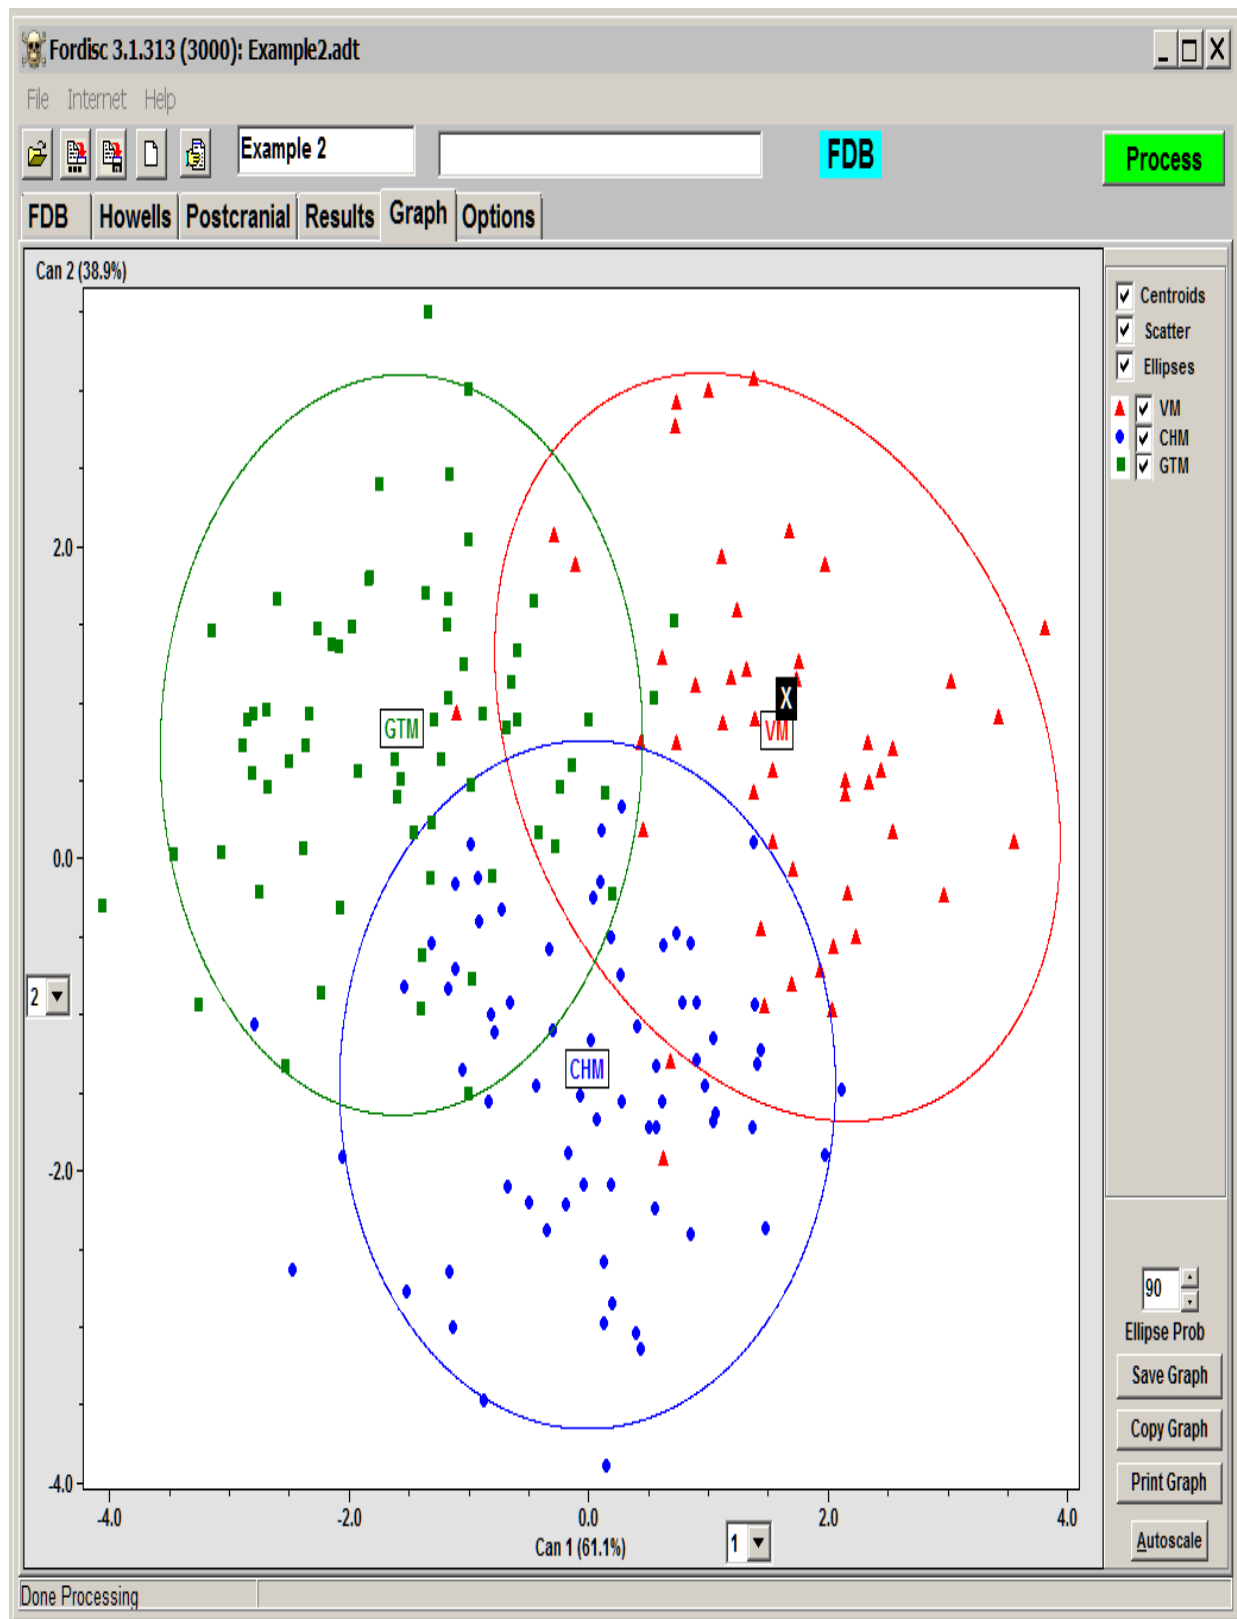 Fordisc 3.1.313 (3000): Example2.adt
File Internet Help
Example 2
FDB
Process
FDB Howells Postcranial Results Graph Options
Can 2 (38.9%)
Centroids
Scatter
Ellipses
VM
CHM
GTM
2.0
X
GTM
VM
0.0
2
CHM
-2.0
90
Ellipse Prob
Save Graph
Copy Graph
Print Graph
-4.0
-4.0 -2.0 0.0 2.0 4.0
Can 1 (61.1%)
1
Autoscale
Done Processing